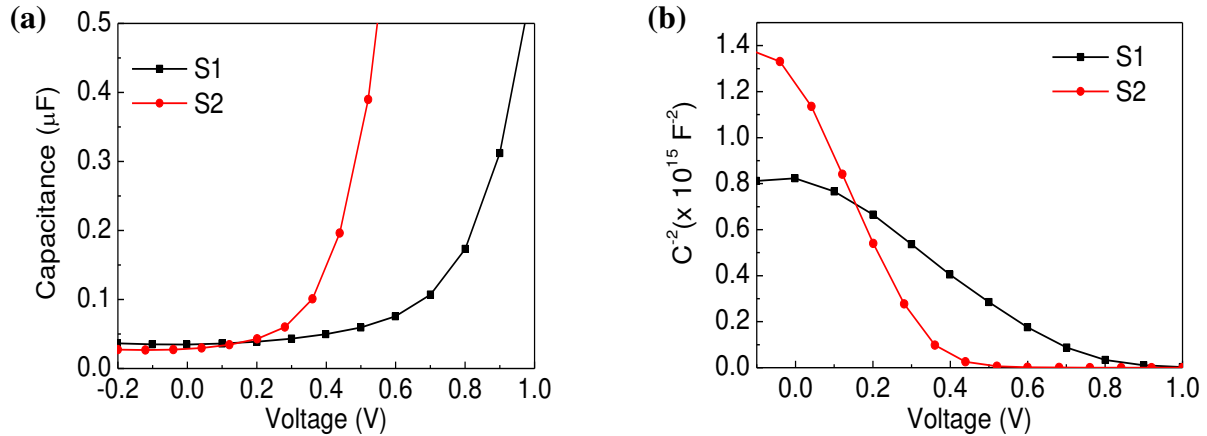 (a)
0.5
0.4
0.3
0.2
0.1
0.0
Capacitance (μF)
S1
S2
-0.2 0.0 0.2 0.4 0.6 0.8 1.0
Voltage (V)
(b)
1.4
1.2
1.0
0.8
0.6
0.4
0.2
0.0
C⁻²(x 10¹⁵ F⁻²)
S1
S2
0.0 0.2 0.4 0.6 0.8 1.0
Voltage (V)